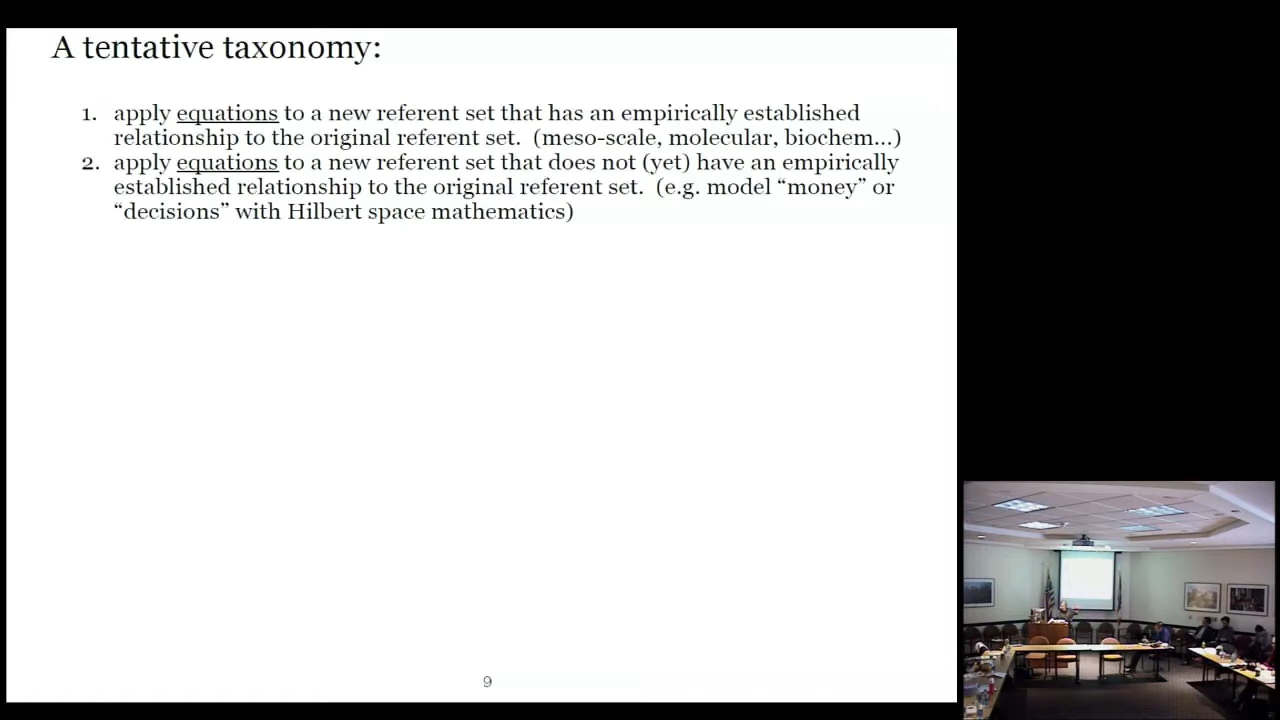 A tentative taxonomy:
1. apply equations to a new referent set that has an empirically established
relationship to the original referent set. (meso-scale, molecular, biochem...)
2. apply equations to a new referent set that does not (yet) have an empirically
established relationship to the original referent set. (e.g. model “money” or
“decisions” with Hilbert space mathematics)
9